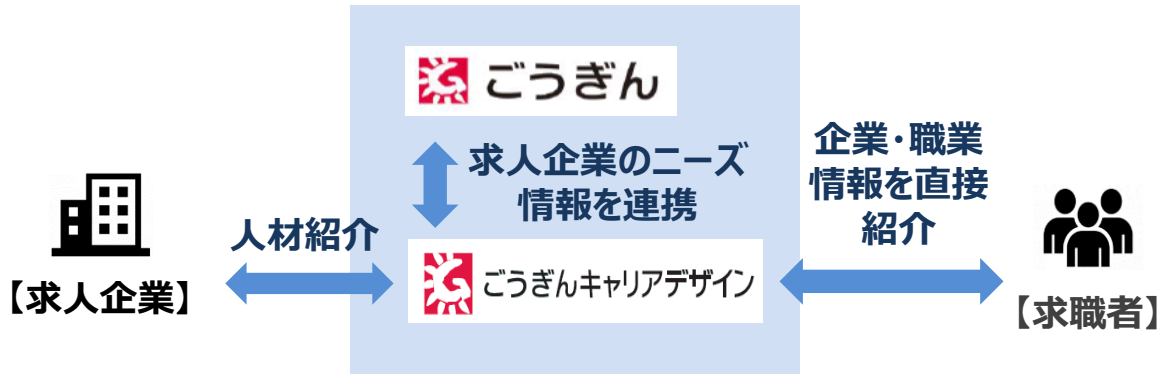 ごうぎん
求人企業のニーズ
情報を連携
人材紹介
【求人企業】
ごうぎんキャリアデザイン
企業・職業
情報を直接
紹介
【求職者】